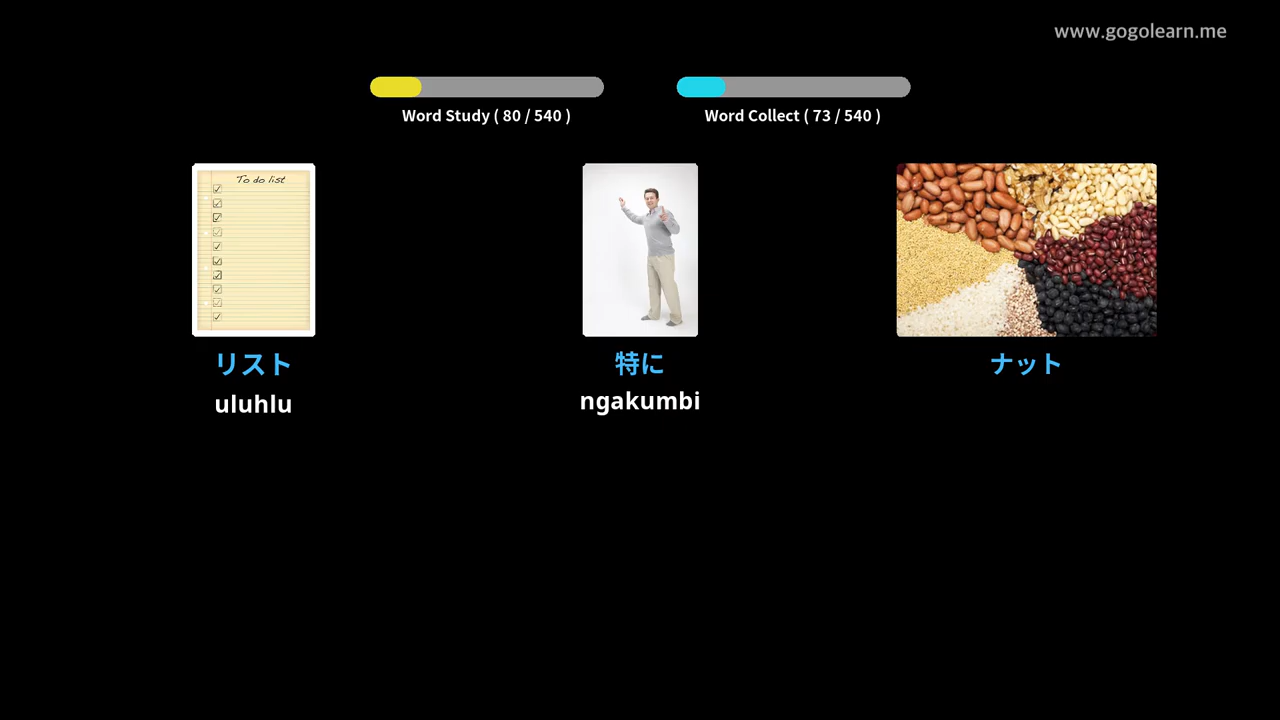 www.gogolearn.me
Word Study ( 80 / 540 )
Word Collect ( 73 / 540 )
To do list
リスト
uluhlu
特に
ngakumbi
ナット